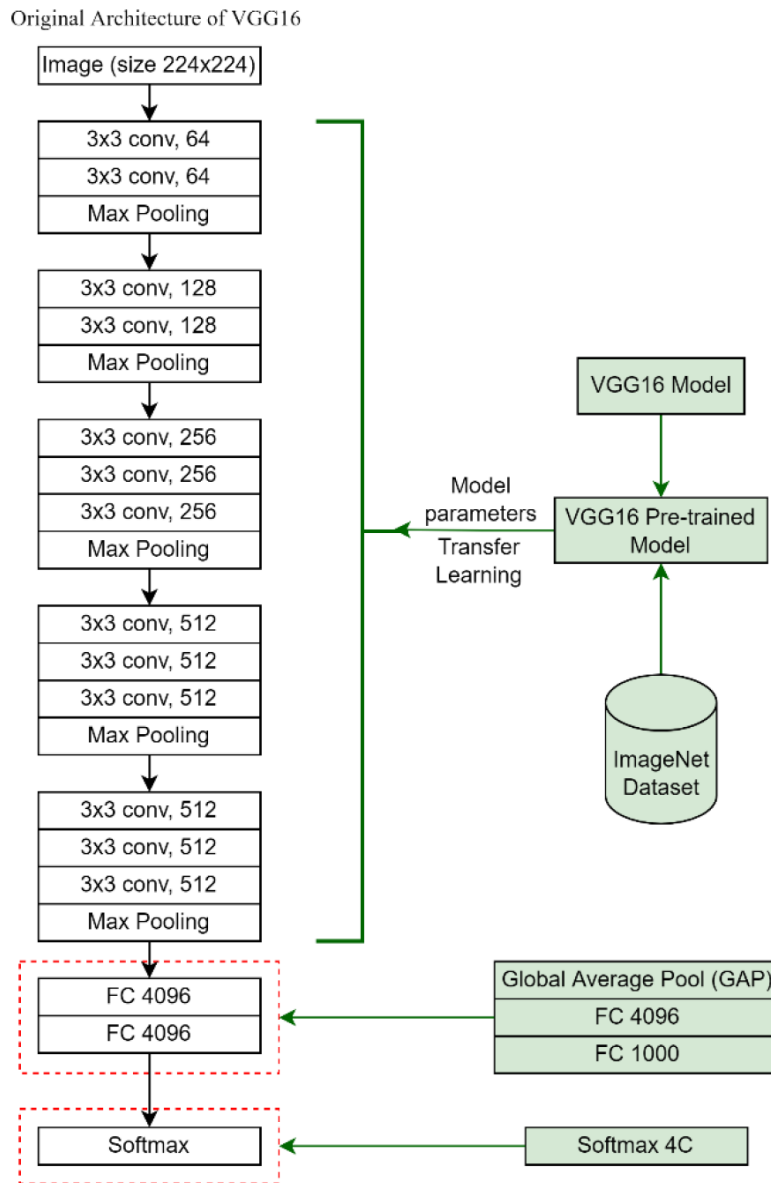 Original Architecture of VGG16
Image (size 224x224)
3x3 conv, 64
3x3 conv, 64
Max Pooling
3x3 conv, 128
3x3 conv, 128
Max Pooling
3x3 conv, 256
3x3 conv, 256
3x3 conv, 256
Max Pooling
3x3 conv, 512
3x3 conv, 512
3x3 conv, 512
Max Pooling
3x3 conv, 512
3x3 conv, 512
3x3 conv, 512
Max Pooling
FC 4096
FC 4096
Softmax
Model
parameters
Transfer
Learning
VGG16 Model
VGG16 Pre-trained
Model
ImageNet
Dataset
Global Average Pool (GAP)
FC 4096
FC 1000
Softmax 4C